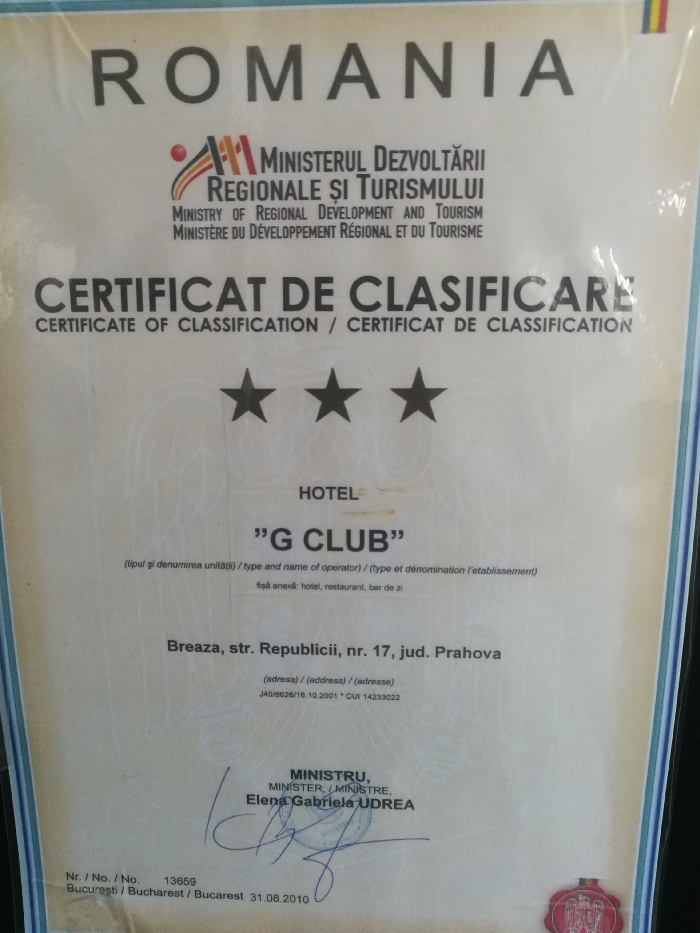 ROMANIA
MINISTERUL DEZVOLTĂRII
REGIONALE ȘI TURISMULUI
MINISTRY OF REGIONAL DEVELOPMENT AND TOURISM
MINISTÈRE DU DÉVELOPPEMENT RÉGIONAL ET DU TOURISME
CERTIFICAT DE CLASIFICARE
CERTIFICATE OF CLASSIFICATION / CERTIFICAT DE CLASSIFICATION
HOTEL
”G CLUB”
(tipul şi denumirea unităţii) / type and name of operator) / (type et dénomination l'etablissement)
fişă anexă: hotel, restaurant, bar de zi
Breaza, str. Republicii, nr. 17, jud. Prahova
(adresa) / (address) / (adresse)
J40/8626/16.10.2001 * CUI 14233022
MINISTRU,
MINISTER, / MINISTRE,
Elena Gabriela UDREA
Nr. / No. / No. 13659
Bucureşti / Bucharest / Bucarest 31.08.2010